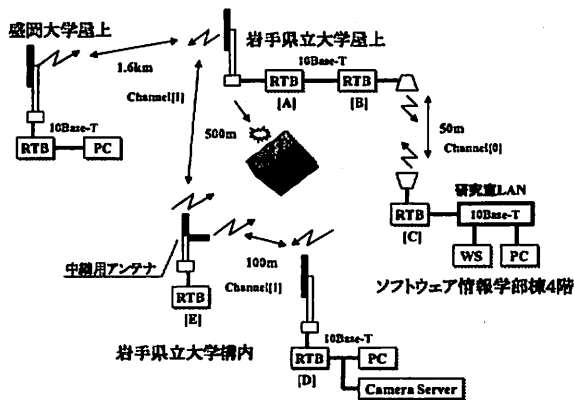 盛岡大学屋上
岩手県立大学屋上
1.6km
Channel[1]
10Base-T
RTB
RTB
[A]
[B]
10Base-T
RTB
PC
500m
50m
Channel[0]
研究室LAN
RTB
10Base-T
[C]
WS
PC
ソフトウェア情報学部棟4階
中継用アンテナ
100m
Channel[1]
RTB
[E]
岩手県立大学構内
10Base-T
RTB
PC
[D]
Camera Server